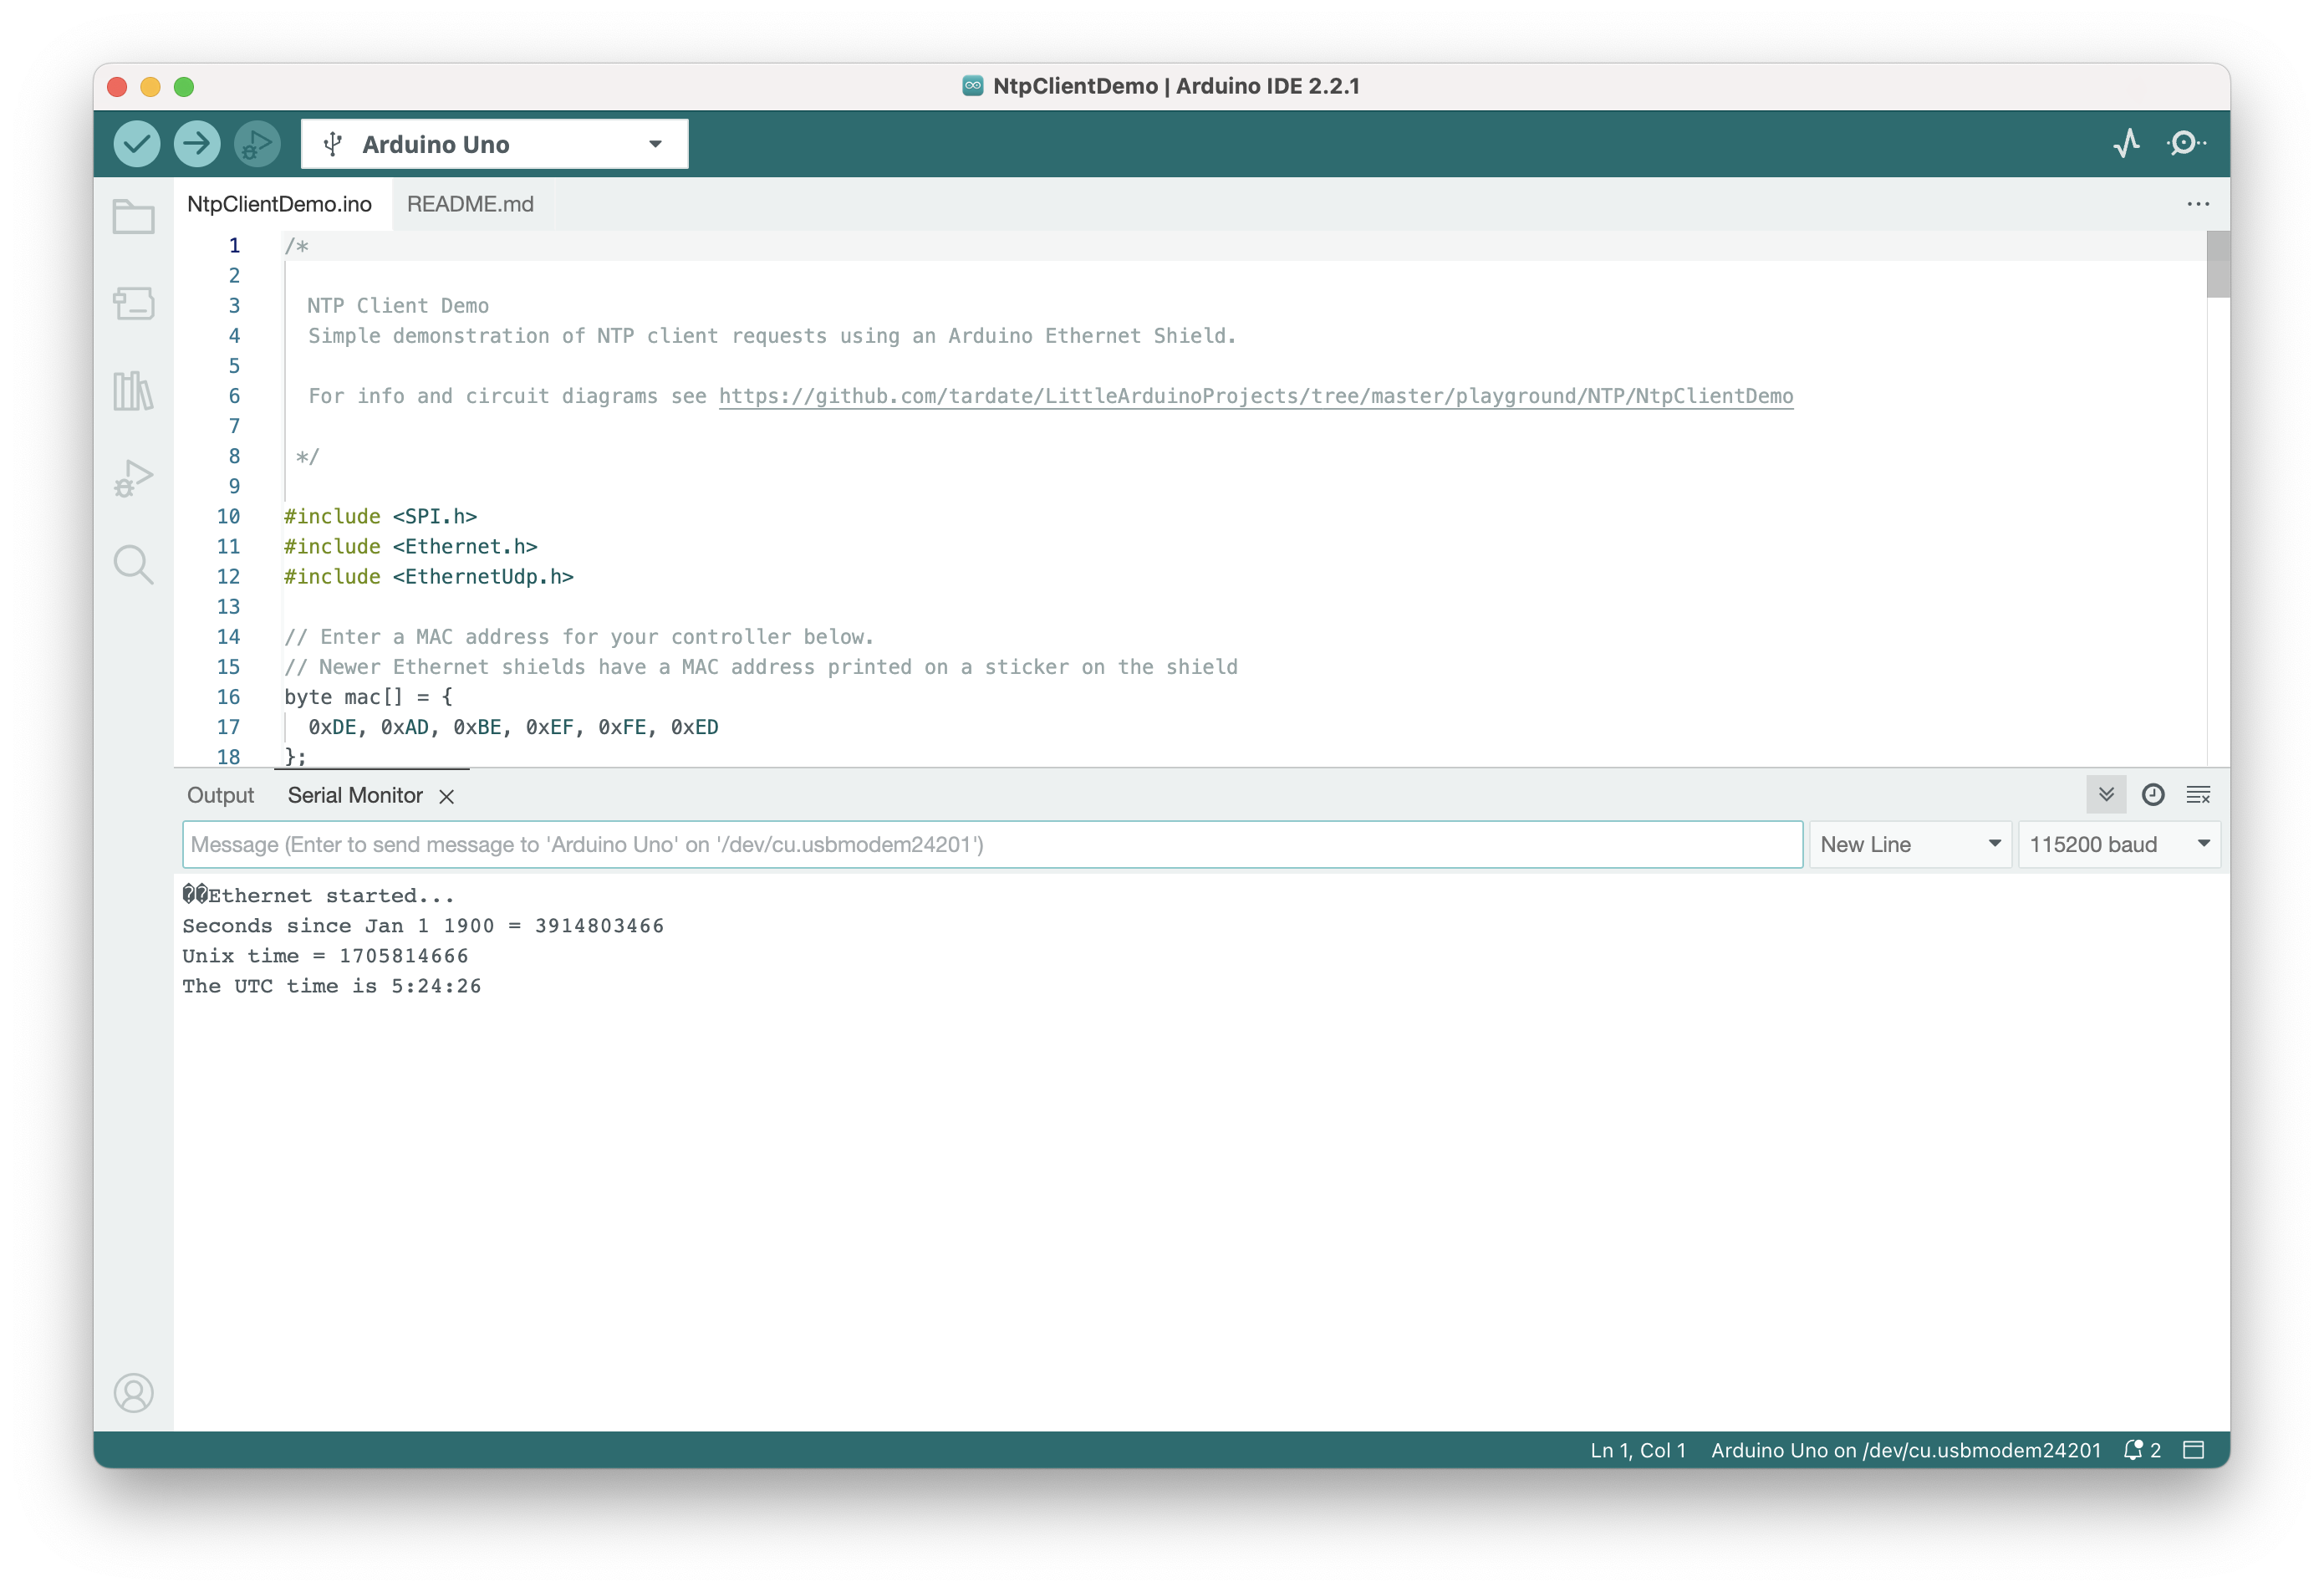 NtpClientDemo | Arduino IDE 2.2.1
Arduino Uno
NtpClientDemo.ino README.md
1 /*
2
3 NTP Client Demo
4 Simple demonstration of NTP client requests using an Arduino Ethernet Shield.
5
6 For info and circuit diagrams see https://github.com/tardate/LittleArduinoProjects/tree/master/playground/NTP/NtpClientDemo
7
8 */
9
10 #include <SPI.h>
11 #include <Ethernet.h>
12 #include <EthernetUdp.h>
13
14 // Enter a MAC address for your controller below.
15 // Newer Ethernet shields have a MAC address printed on a sticker on the shield
16 byte mac[] = {
17 0xDE, 0xAD, 0xBE, 0xEF, 0xFE, 0xED
18 };
Output Serial Monitor
Message (Enter to send message to 'Arduino Uno' on '/dev/cu.usbmodem24201') New Line 115200 baud
��Ethernet started...
Seconds since Jan 1 1900 = 3914803466
Unix time = 1705814666
The UTC time is 5:24:26
Ln 1, Col 1 Arduino Uno on /dev/cu.usbmodem24201 2